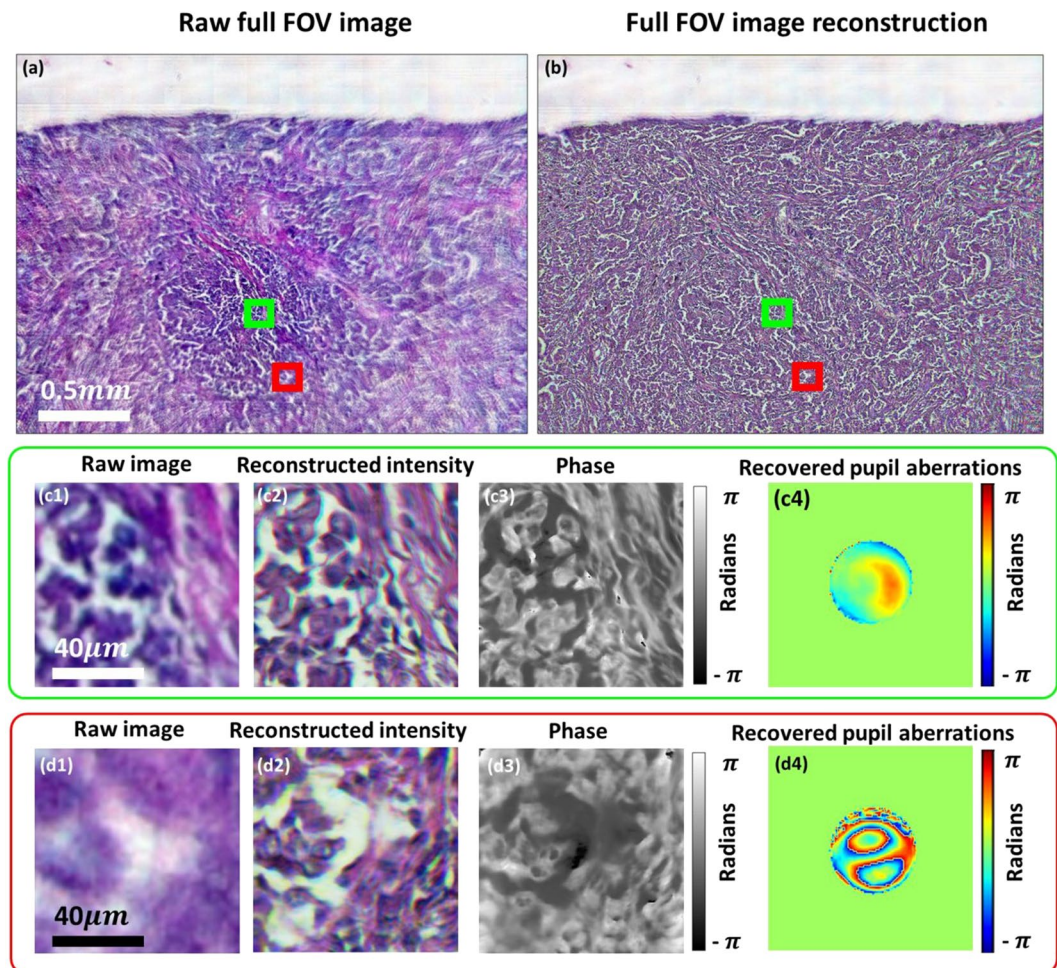 Raw full FOV image
Full FOV image reconstruction
(a)
(b)
0.5mm
Raw image
Reconstructed intensity
Phase
Recovered pupil aberrations
(c1)
(c2)
(c3)
(c4)
π
Radians
- π
π
Radians
- π
40μm
Raw image
Reconstructed intensity
Phase
Recovered pupil aberrations
(d1)
(d2)
(d3)
(d4)
π
Radians
- π
π
Radians
- π
40μm